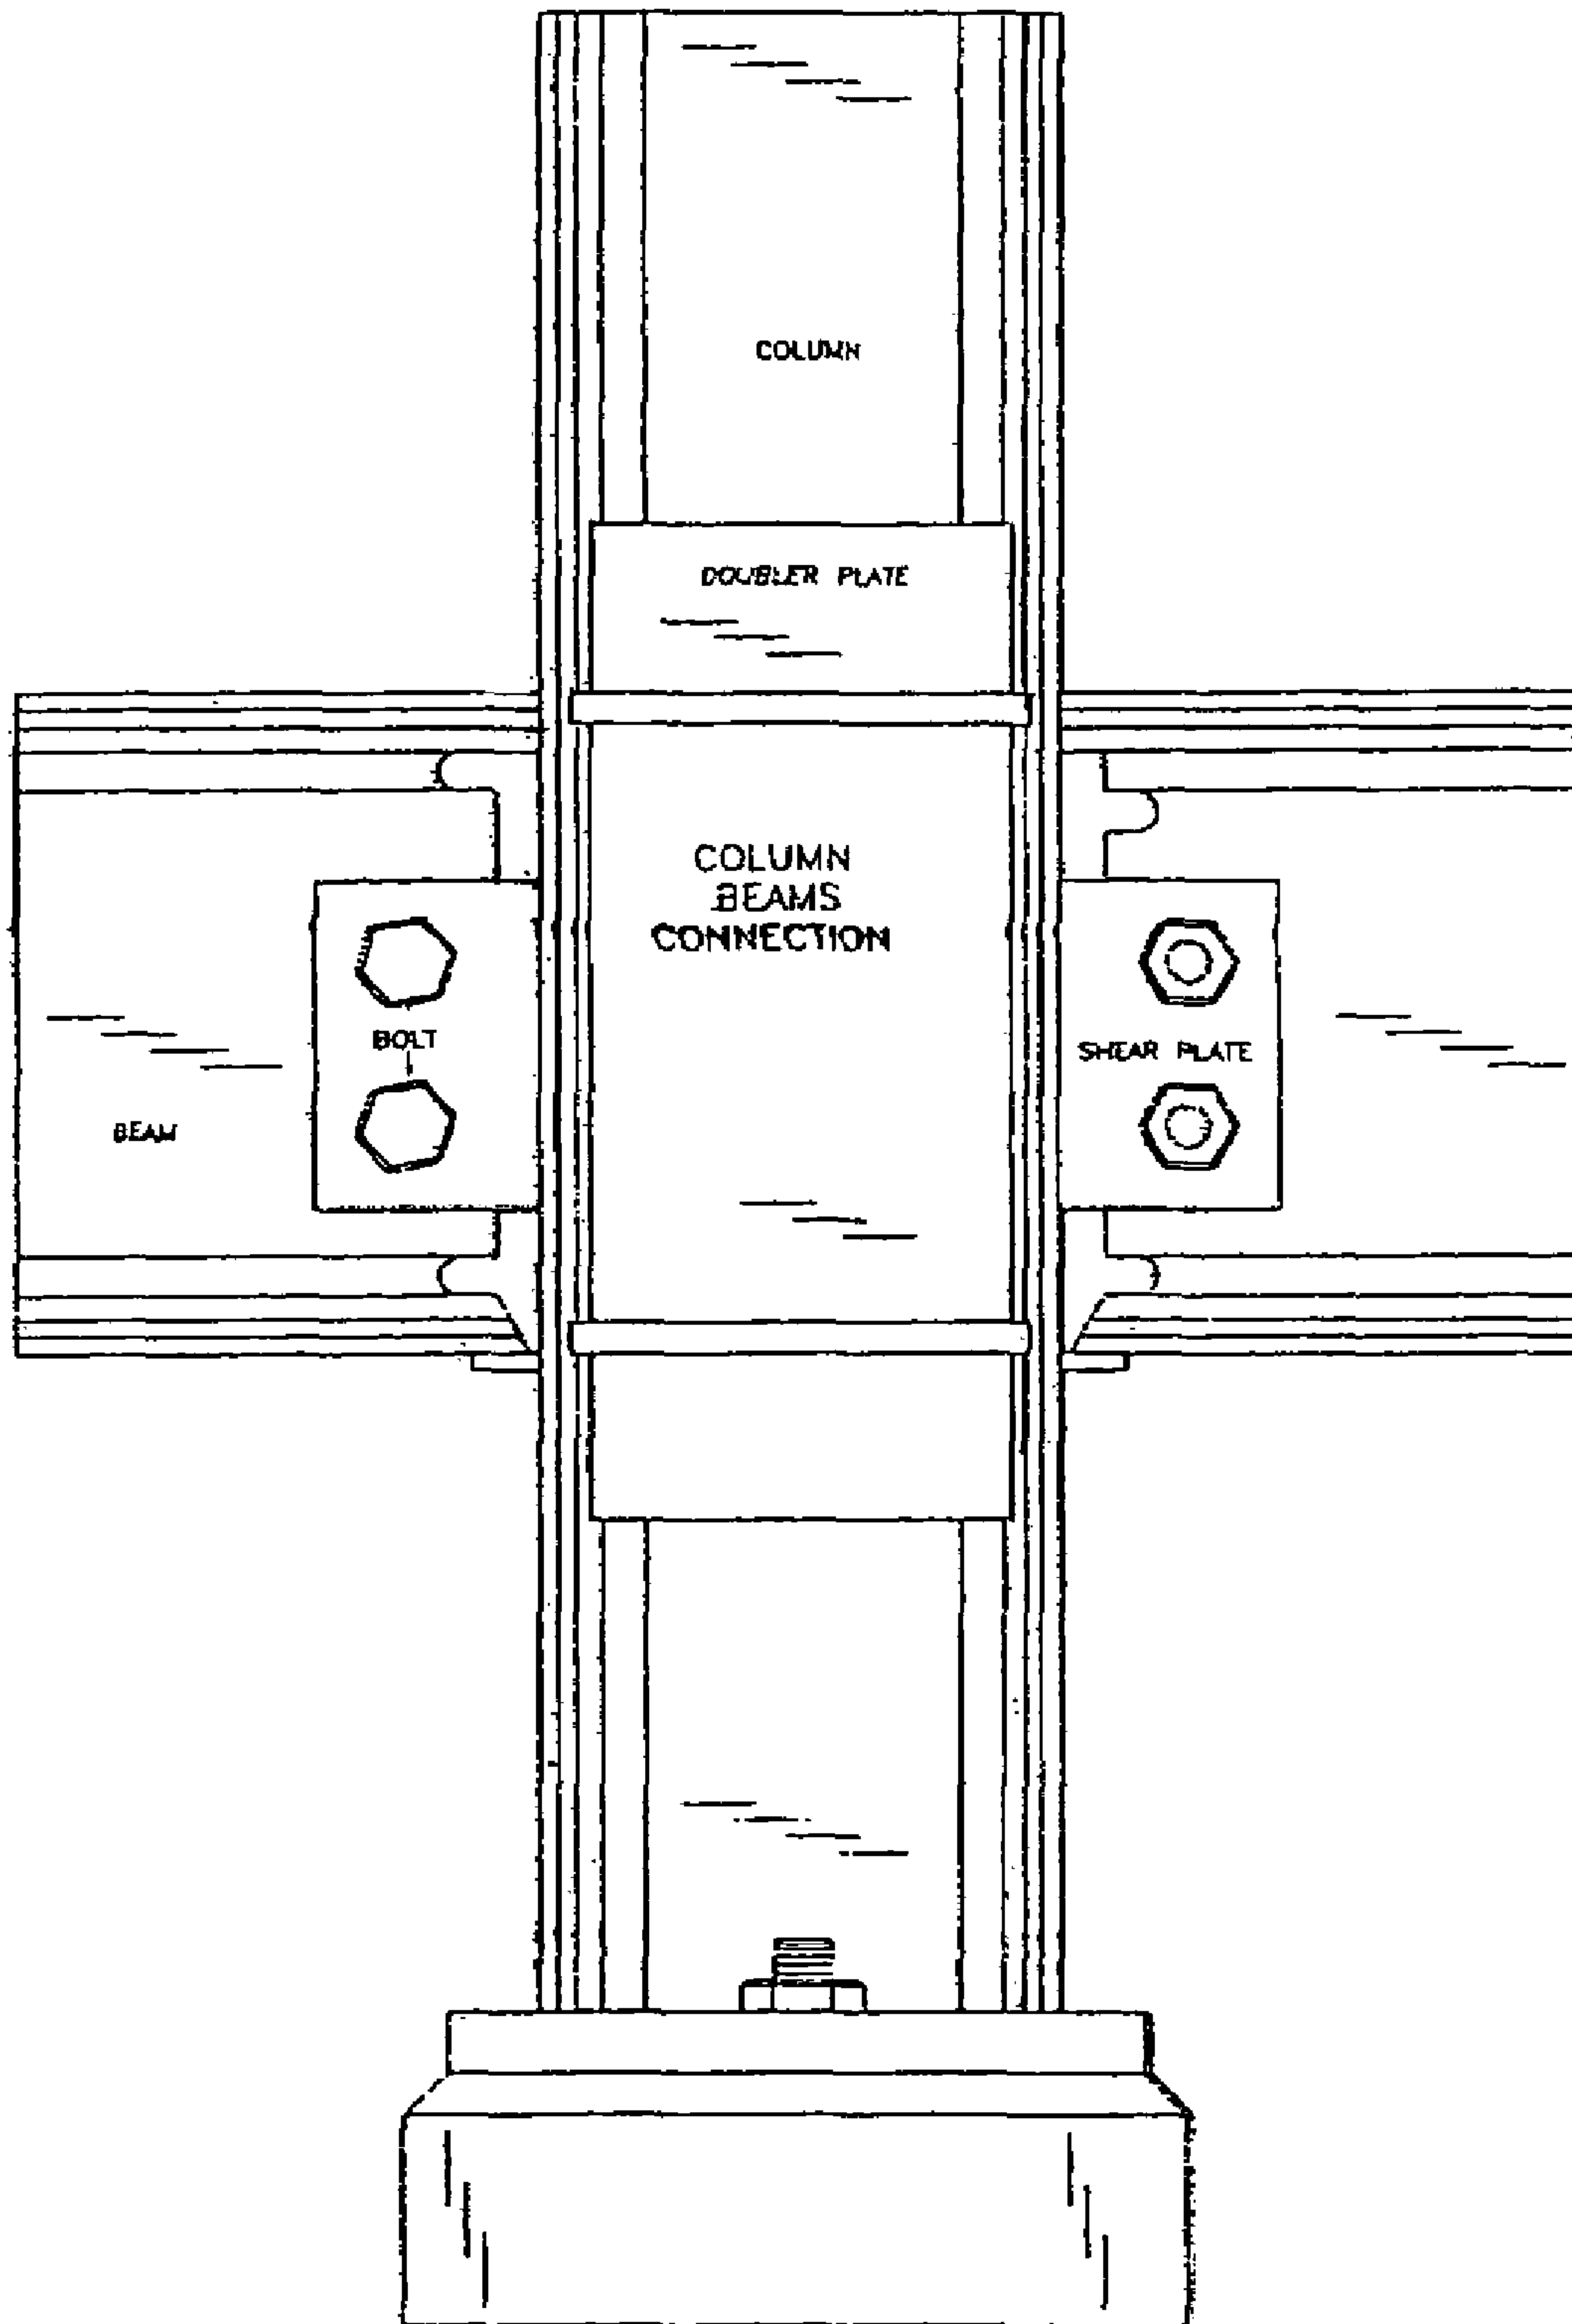 COLUMN
DOUBLER PLATE
COLUMN
BEAMS
CONNECTION
BOLT
SHEAR PLATE
BEAM